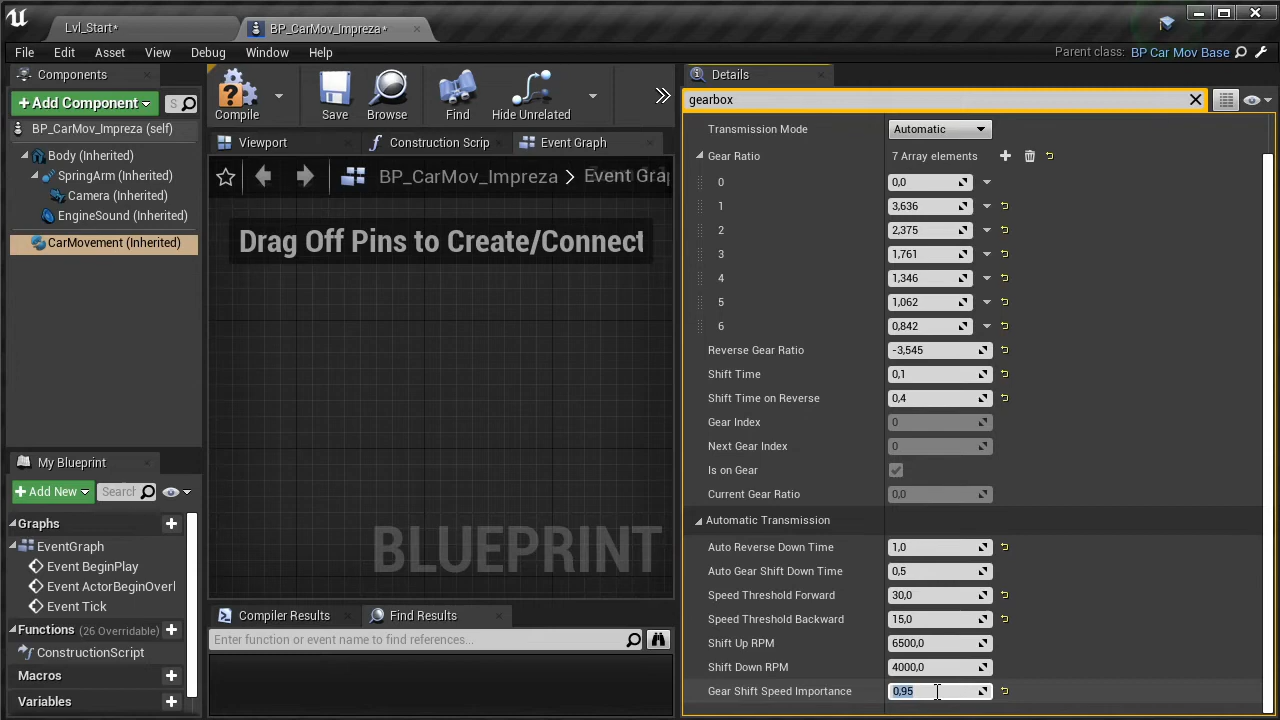 Lvl_Start*
BP_CarMov_Impreza*
File Edit Asset View Debug Window Help
Parent class: BP Car Mov Base
Components
+ Add Component
S
BP_CarMov_Impreza (self)
Body (Inherited)
SpringArm (Inherited)
Camera (Inherited)
EngineSound (Inherited)
CarMovement (Inherited)
My Blueprint
+ Add New
Search
Graphs
EventGraph
Event BeginPlay
Event ActorBeginOverl
Event Tick
Functions (26 Overridable)
ConstructionScript
Macros
Variables
Compile
Save
Browse
Find
Hide Unrelated
Viewport
Construction Scrip
Event Graph
BP_CarMov_Impreza > Event Gra
Drag Off Pins to Create/Connect
BLUEPRINT
Compiler Results
Find Results
Enter function or event name to find references...
Details
gearbox
Transmission Mode Automatic
Gear Ratio 7 Array elements
0 0,0
1 3,636
2 2,375
3 1,761
4 1,346
5 1,062
6 0,842
Reverse Gear Ratio -3,545
Shift Time 0,1
Shift Time on Reverse 0,4
Gear Index 0
Next Gear Index 0
Is on Gear
Current Gear Ratio 0,0
Automatic Transmission
Auto Reverse Down Time 1,0
Auto Gear Shift Down Time 0,5
Speed Threshold Forward 30,0
Speed Threshold Backward 15,0
Shift Up RPM 6500,0
Shift Down RPM 4000,0
Gear Shift Speed Importance 0,95